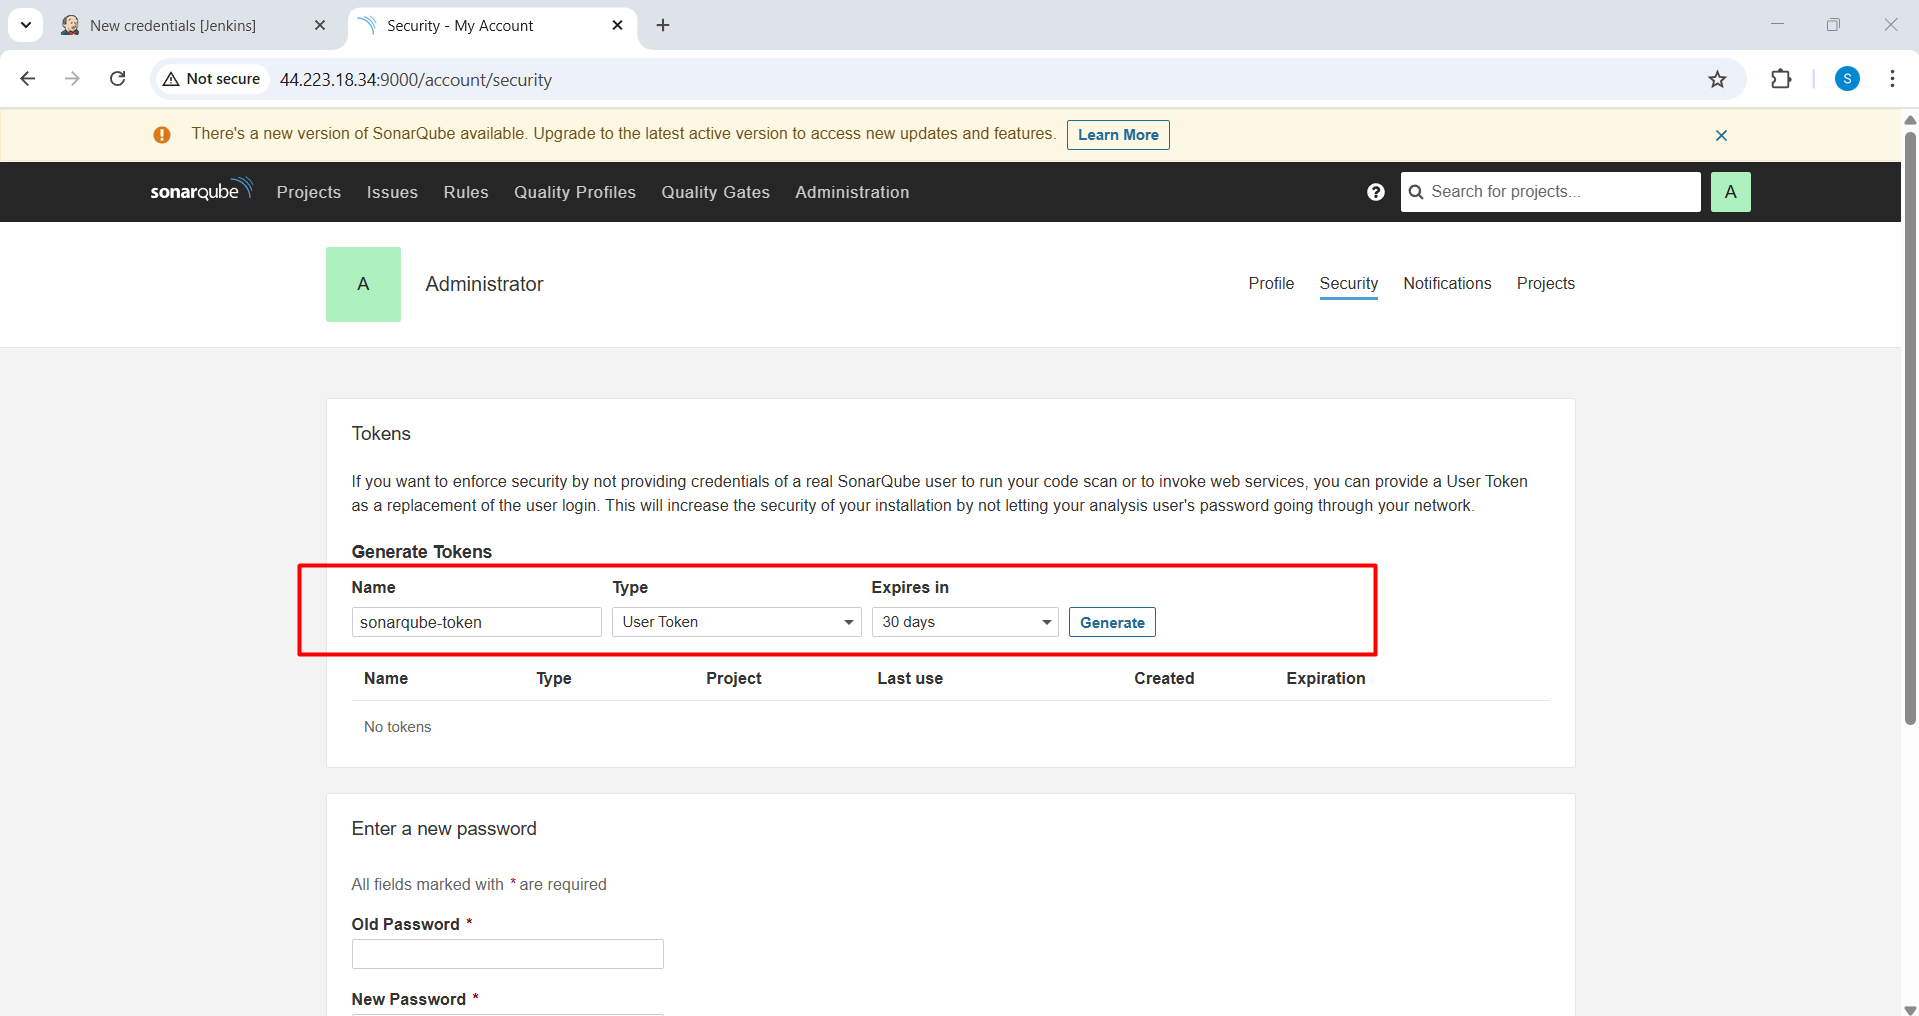 New credentials [Jenkins]
Security - My Account
Not secure
44.223.18.34:9000/account/security
S
There's a new version of SonarQube available. Upgrade to the latest active version to access new updates and features.
Learn More
sonarqube
Projects
Issues
Rules
Quality Profiles
Quality Gates
Administration
?
Search for projects...
A
A
Administrator
Profile
Security
Notifications
Projects
Tokens
If you want to enforce security by not providing credentials of a real SonarQube user to run your code scan or to invoke web services, you can provide a User Token
as a replacement of the user login. This will increase the security of your installation by not letting your analysis user's password going through your network.
Generate Tokens
Name
Type
Expires in
sonarqube-token
User Token
30 days
Generate
Name
Type
Project
Last use
Created
Expiration
No tokens
Enter a new password
All fields marked with * are required
Old Password *
New Password *